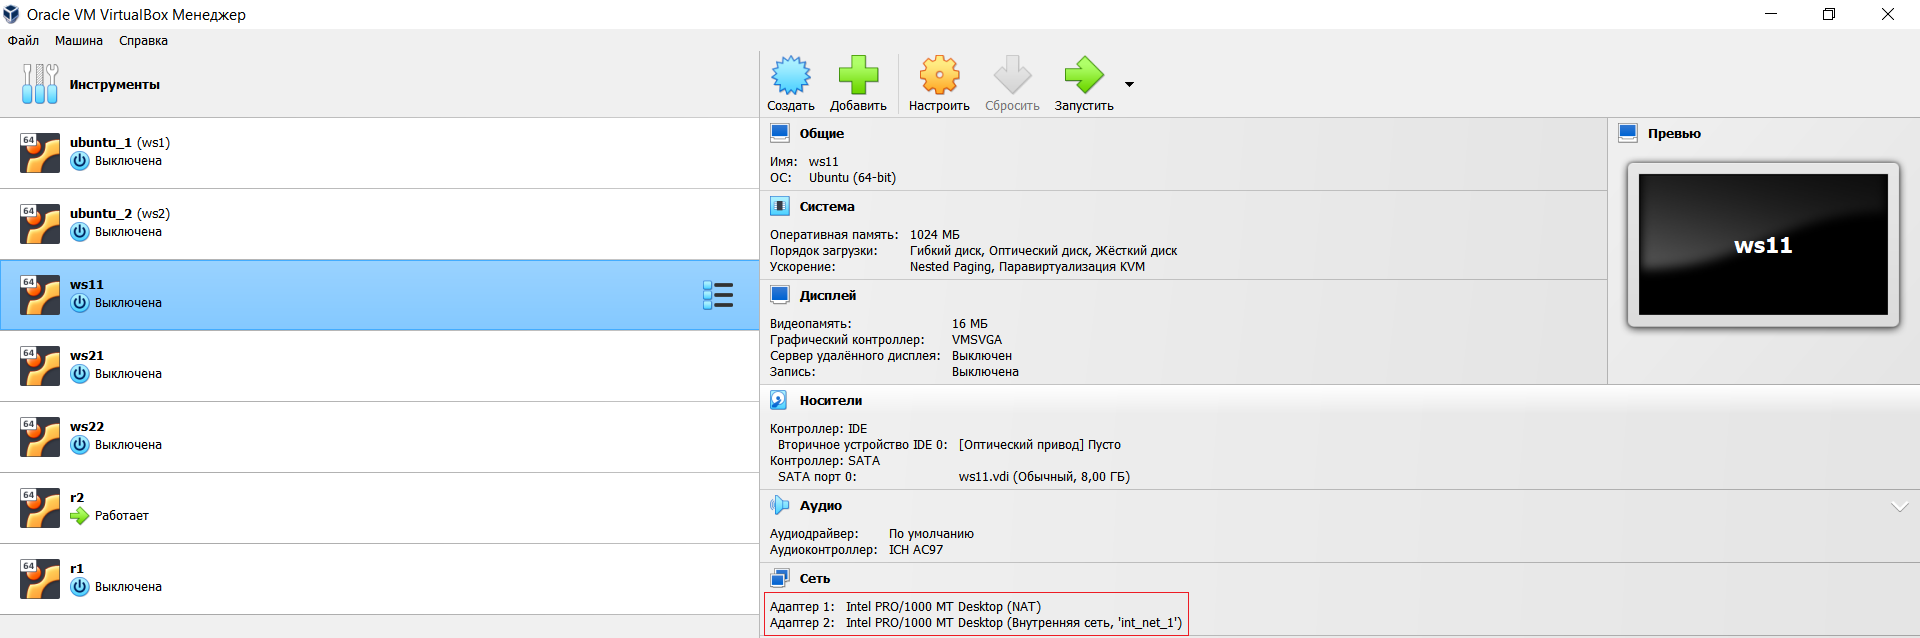 Oracle VM VirtualBox Менеджер
Файл Машина Справка
Инструменты
64
ubuntu_1 (ws1)
Выключена
64
ubuntu_2 (ws2)
Выключена
64
ws11
Выключена
64
ws21
Выключена
64
ws22
Выключена
64
r2
Работает
64
r1
Выключена
Создать Добавить Настроить Сбросить Запустить
Общие
Имя: ws11
ОС: Ubuntu (64-bit)
Система
Оперативная память: 1024 МБ
Порядок загрузки: Гибкий диск, Оптический диск, Жёсткий диск
Ускорение: Nested Paging, Паравиртуализация KVM
Дисплей
Видеопамять: 16 МБ
Графический контроллер: VMSVGA
Сервер удалённого дисплея: Выключен
Запись: Выключена
Превью
ws11
Носители
Контроллер: IDE
Вторичное устройство IDE 0: [Оптический привод] Пусто
Контроллер: SATA
SATA порт 0: ws11.vdi (Обычный, 8,00 ГБ)
Аудио
Аудиодрайвер: По умолчанию
Аудиоконтроллер: ICH AC97
Сеть
Адаптер 1: Intel PRO/1000 MT Desktop (NAT)
Адаптер 2: Intel PRO/1000 MT Desktop (Внутренняя сеть, 'int_net_1')